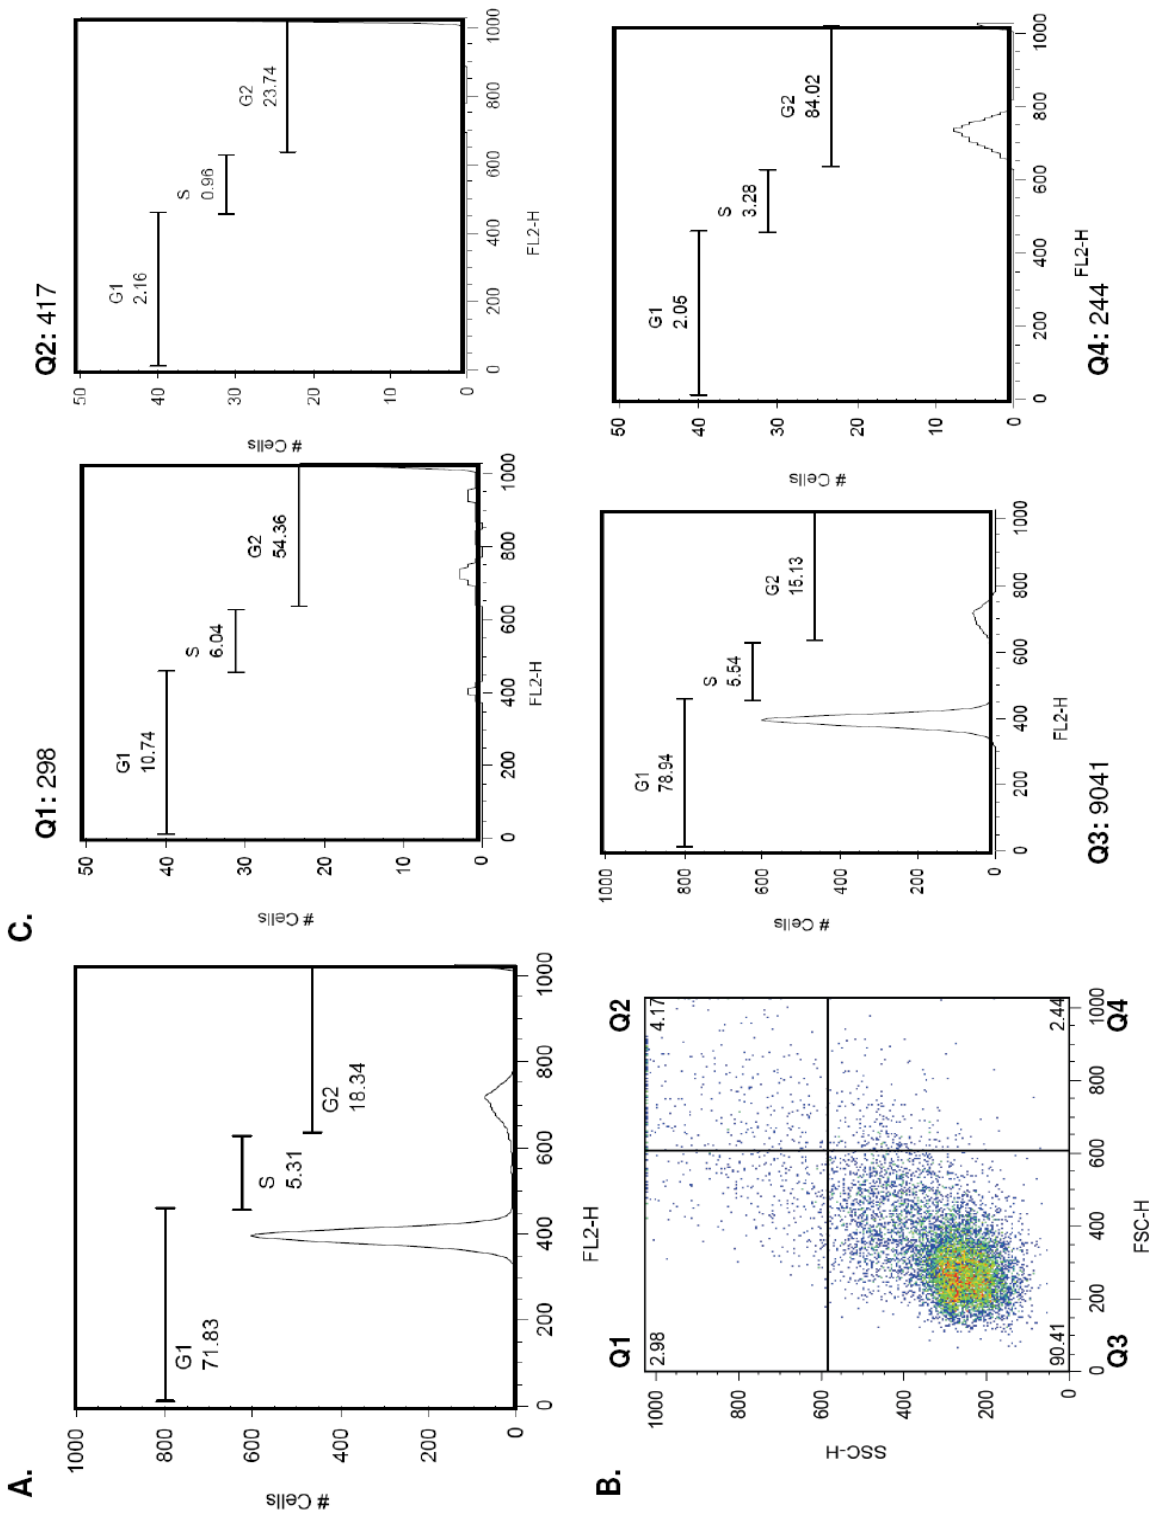 A.
# Cells
1000
800
600
400
200
0
G1
71.83
S
5.31
G2
18.34
0
200
400
600
800
1000
FL2-H
B.
SSC-H
1000
800
600
400
200
0
Q1
Q2
2.98
4.17
90.41
2.44
Q3
Q4
0
200
400
600
800
1000
FSC-H
C.
Q1: 298
# Cells
50
40
30
20
10
0
G1
10.74
S
6.04
G2
54.36
0
200
400
600
800
1000
FL2-H
Q2: 417
# Cells
50
40
30
20
10
0
G1
2.16
S
0.96
G2
23.74
0
200
400
600
800
1000
FL2-H
# Cells
1000
800
600
400
200
0
G1
78.94
S
5.54
G2
15.13
0
200
400
600
800
1000
FL2-H
Q3: 9041
# Cells
50
40
30
20
10
0
G1
2.05
S
3.28
G2
84.02
0
200
400
600
800
1000
FL2-H
Q4: 244